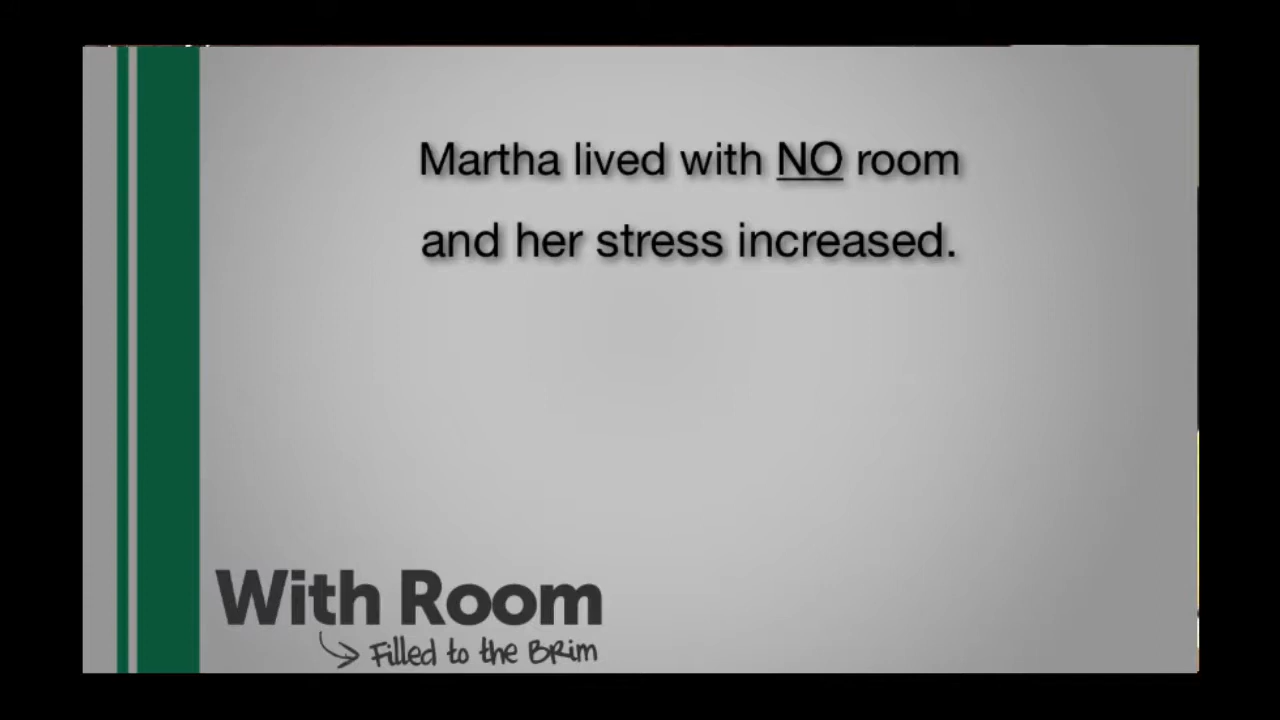 Martha lived with NO room
and her stress increased.
With Room
Filled to the BRim